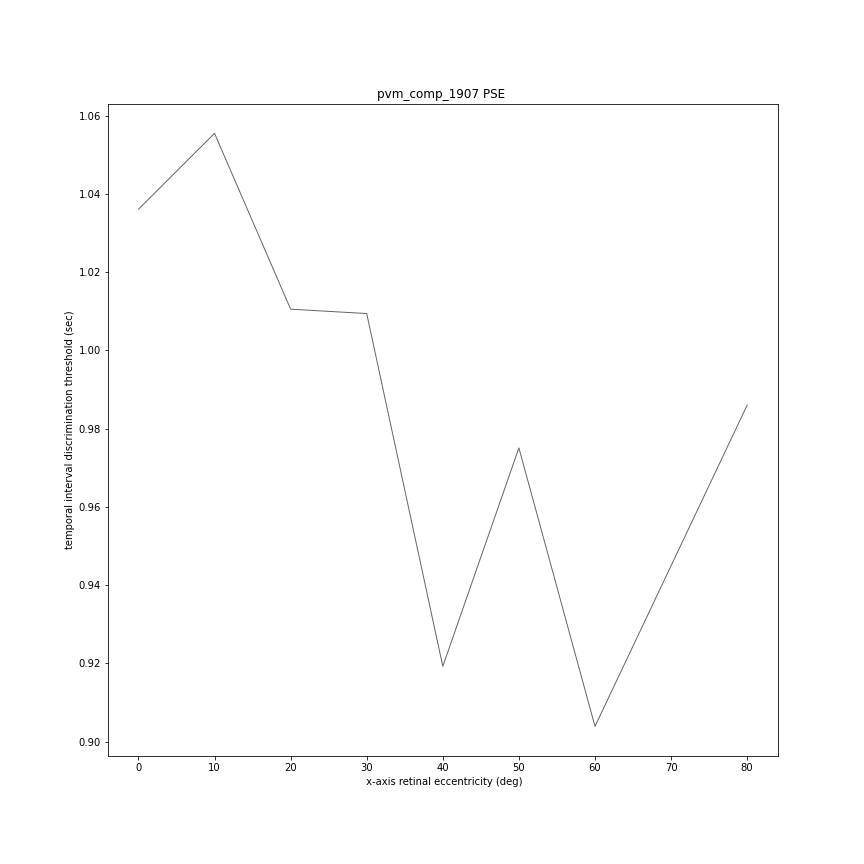 pvm_comp_1907 PSE
1.06
1.04
1.02
1.00
0.98
0.96
0.94
0.92
0.90
temporal interval discrimination threshold (sec)
0 10 20 30 40 50 60 70 80
x-axis retinal eccentricity (deg)